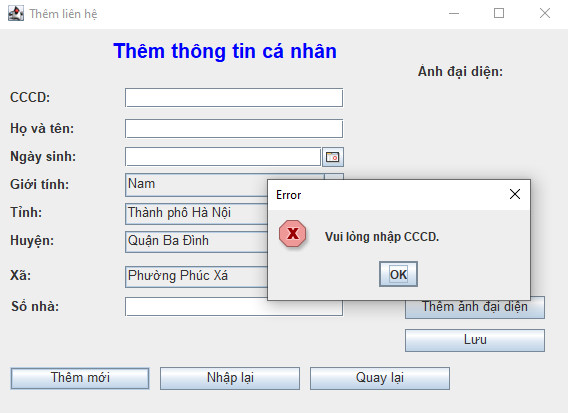 Thêm liên hệ
Thêm thông tin cá nhân
Ảnh đại diện:
CCCD:
Họ và tên:
Ngày sinh:
Giới tính:
Nam
Tỉnh:
Thành phố Hà Nội
Huyện:
Quận Ba Đình
Xã:
Phường Phúc Xá
Số nhà:
Error
Vui lòng nhập CCCD.
OK
Thêm ảnh đại diện
Lưu
Thêm mới
Nhập lại
Quay lại